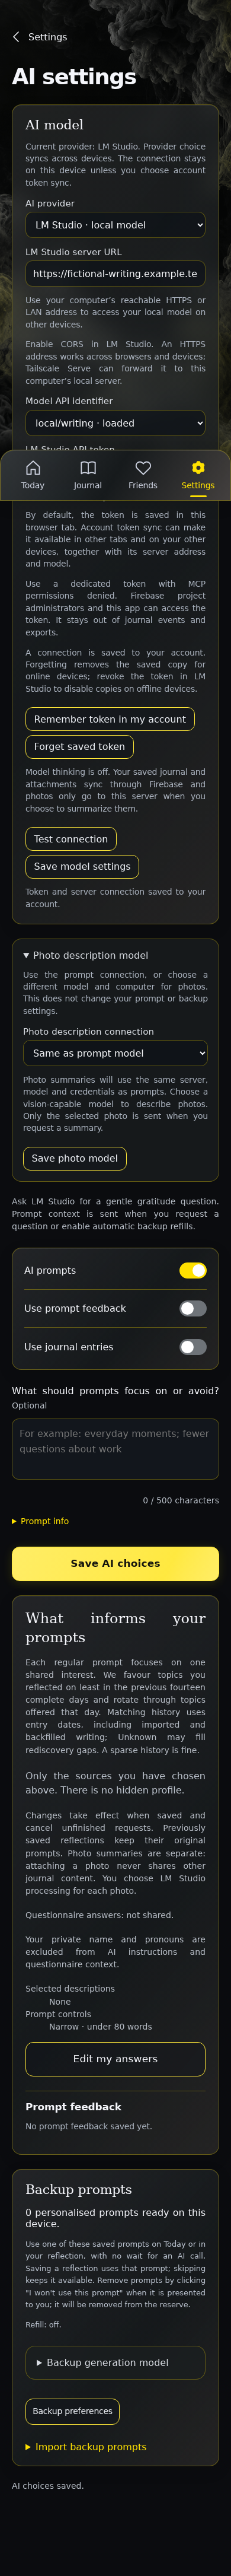 Settings
AI settings
AI model
Current provider: LM Studio. Provider choice
syncs across devices. The connection stays
on this device unless you choose account
token sync.
AI provider
LM Studio · local model
LM Studio server URL
https://fictional-writing.example.te
Use your computer's reachable HTTPS or
LAN address to access your local model on
other devices.
Enable CORS in LM Studio. An HTTPS
address works across browsers and devices;
Tailscale Serve can forward it to this
computer's local server.
Model API identifier
local/writing · loaded
LM Studio API token
Today
Journal
Friends
Settings
By default, the token is saved in this
browser tab. Account token sync can make
it available in other tabs and on your other
devices, together with its server address
and model.
Use a dedicated token with MCP
permissions denied. Firebase project
administrators and this app can access the
token. It stays out of journal events and
exports.
A connection is saved to your account.
Forgetting removes the saved copy for
online devices; revoke the token in LM
Studio to disable copies on offline devices.
Remember token in my account
Forget saved token
Model thinking is off. Your saved journal and
attachments sync through Firebase and
photos only go to this server when you
choose to summarize them.
Test connection
Save model settings
Token and server connection saved to your
account.
▼ Photo description model
Use the prompt connection, or choose a
different model and computer for photos.
This does not change your prompt or backup
settings.
Photo description connection
Same as prompt model
Photo summaries will use the same server,
model and credentials as prompts. Choose a
vision-capable model to describe photos.
Only the selected photo is sent when you
request a summary.
Save photo model
Ask LM Studio for a gentle gratitude question.
Prompt context is sent when you request a
question or enable automatic backup refills.
AI prompts
Use prompt feedback
Use journal entries
What should prompts focus on or avoid?
Optional
For example: everyday moments; fewer
questions about work
0 / 500 characters
▶ Prompt info
Save AI choices
What informs your
prompts
Each regular prompt focuses on one
shared interest. We favour topics you
reflected on least in the previous fourteen
complete days and rotate through topics
offered that day. Matching history uses
entry dates, including imported and
backfilled writing; Unknown may fill
rediscovery gaps. A sparse history is fine.
Only the sources you have chosen
above. There is no hidden profile.
Changes take effect when saved and
cancel unfinished requests. Previously
saved reflections keep their original
prompts. Photo summaries are separate:
attaching a photo never shares other
journal content. You choose LM Studio
processing for each photo.
Questionnaire answers: not shared.
Your private name and pronouns are
excluded from AI instructions and
questionnaire context.
Selected descriptions
None
Prompt controls
Narrow · under 80 words
Edit my answers
Prompt feedback
No prompt feedback saved yet.
Backup prompts
0 personalised prompts ready on this
device.
Use one of these saved prompts on Today or in
your reflection, with no wait for an AI call.
Saving a reflection uses that prompt; skipping
keeps it available. Remove prompts by clicking
"I won't use this prompt" when it is presented
to you; it will be removed from the reserve.
Refill: off.
▶ Backup generation model
Backup preferences
▶ Import backup prompts
AI choices saved.